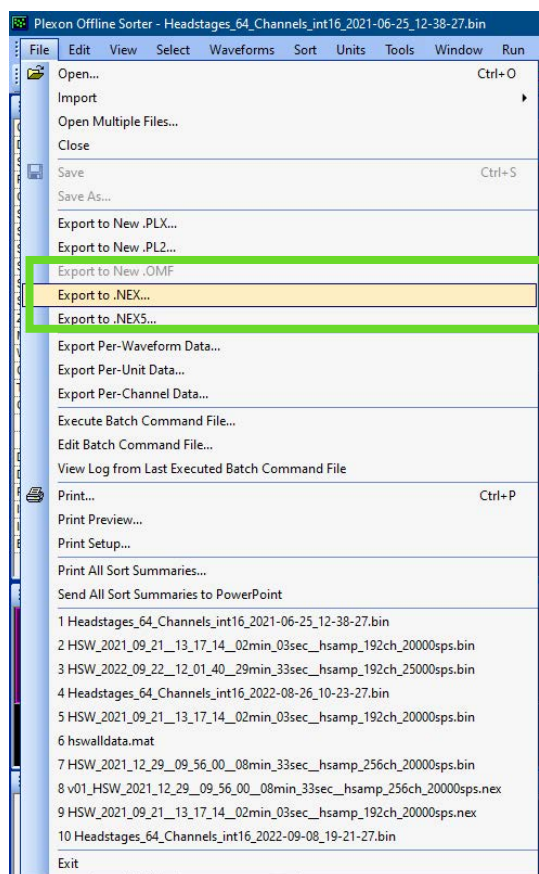 Plexon Offline Sorter - Headstages_64_Channels_int16_2021-06-25_12-38-27.bin
File Edit View Select Waveforms Sort Units Tools Window Run
Open... Ctrl+O
Import
Open Multiple Files...
Close
Save Ctrl+S
Save As...
Export to New .PLX...
Export to New .PL2...
Export to New .OMF
Export to .NEX...
Export to .NEX5...
Export Per-Waveform Data...
Export Per-Unit Data...
Export Per-Channel Data...
Execute Batch Command File...
Edit Batch Command File...
View Log from Last Executed Batch Command File
Print... Ctrl+P
Print Preview...
Print Setup...
Print All Sort Summaries...
Send All Sort Summaries to PowerPoint
1 Headstages_64_Channels_int16_2021-06-25_12-38-27.bin
2 HSW_2021_09_21__13_17_14__02min_03sec__hsamp_192ch_20000sps.bin
3 HSW_2022_09_22__12_01_40__29min_33sec__hsamp_192ch_25000sps.bin
4 Headstages_64_Channels_int16_2022-08-26_10-23-27.bin
5 HSW_2021_09_21__13_17_14__02min_03sec__hsamp_192ch_20000sps.bin
6 hswalldata.mat
7 HSW_2021_12_29__09_56_00__08min_33sec__hsamp_256ch_20000sps.bin
8 v01_HSW_2021_12_29__09_56_00__08min_33sec__hsamp_256ch_20000sps.nex
9 HSW_2021_09_21__13_17_14__02min_03sec__hsamp_192ch_20000sps.nex
10 Headstages_64_Channels_int16_2022-09-08_19-21-27.bin
Exit